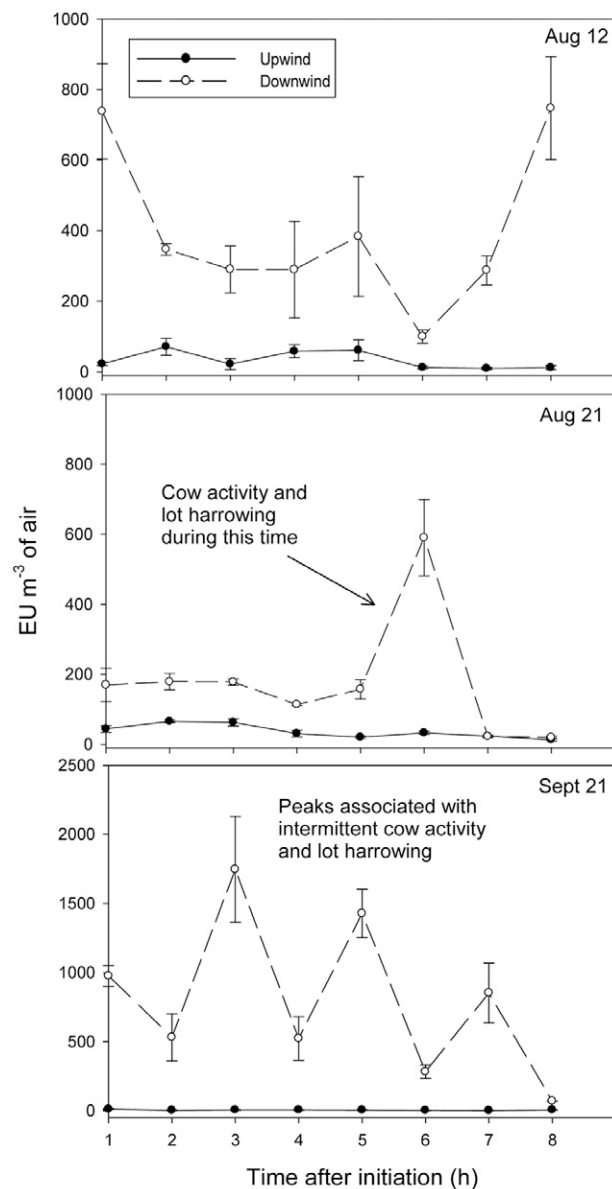 1000
Aug 12
Upwind
Downwind
800
600
400
200
0
1000
Aug 21
800
Cow activity and
lot harrowing
during this time
600
400
200
0
EU m⁻³ of air
2500
Sept 21
Peaks associated with
intermittent cow activity
and lot harrowing
2000
1500
1000
500
0
1 2 3 4 5 6 7 8
Time after initiation (h)